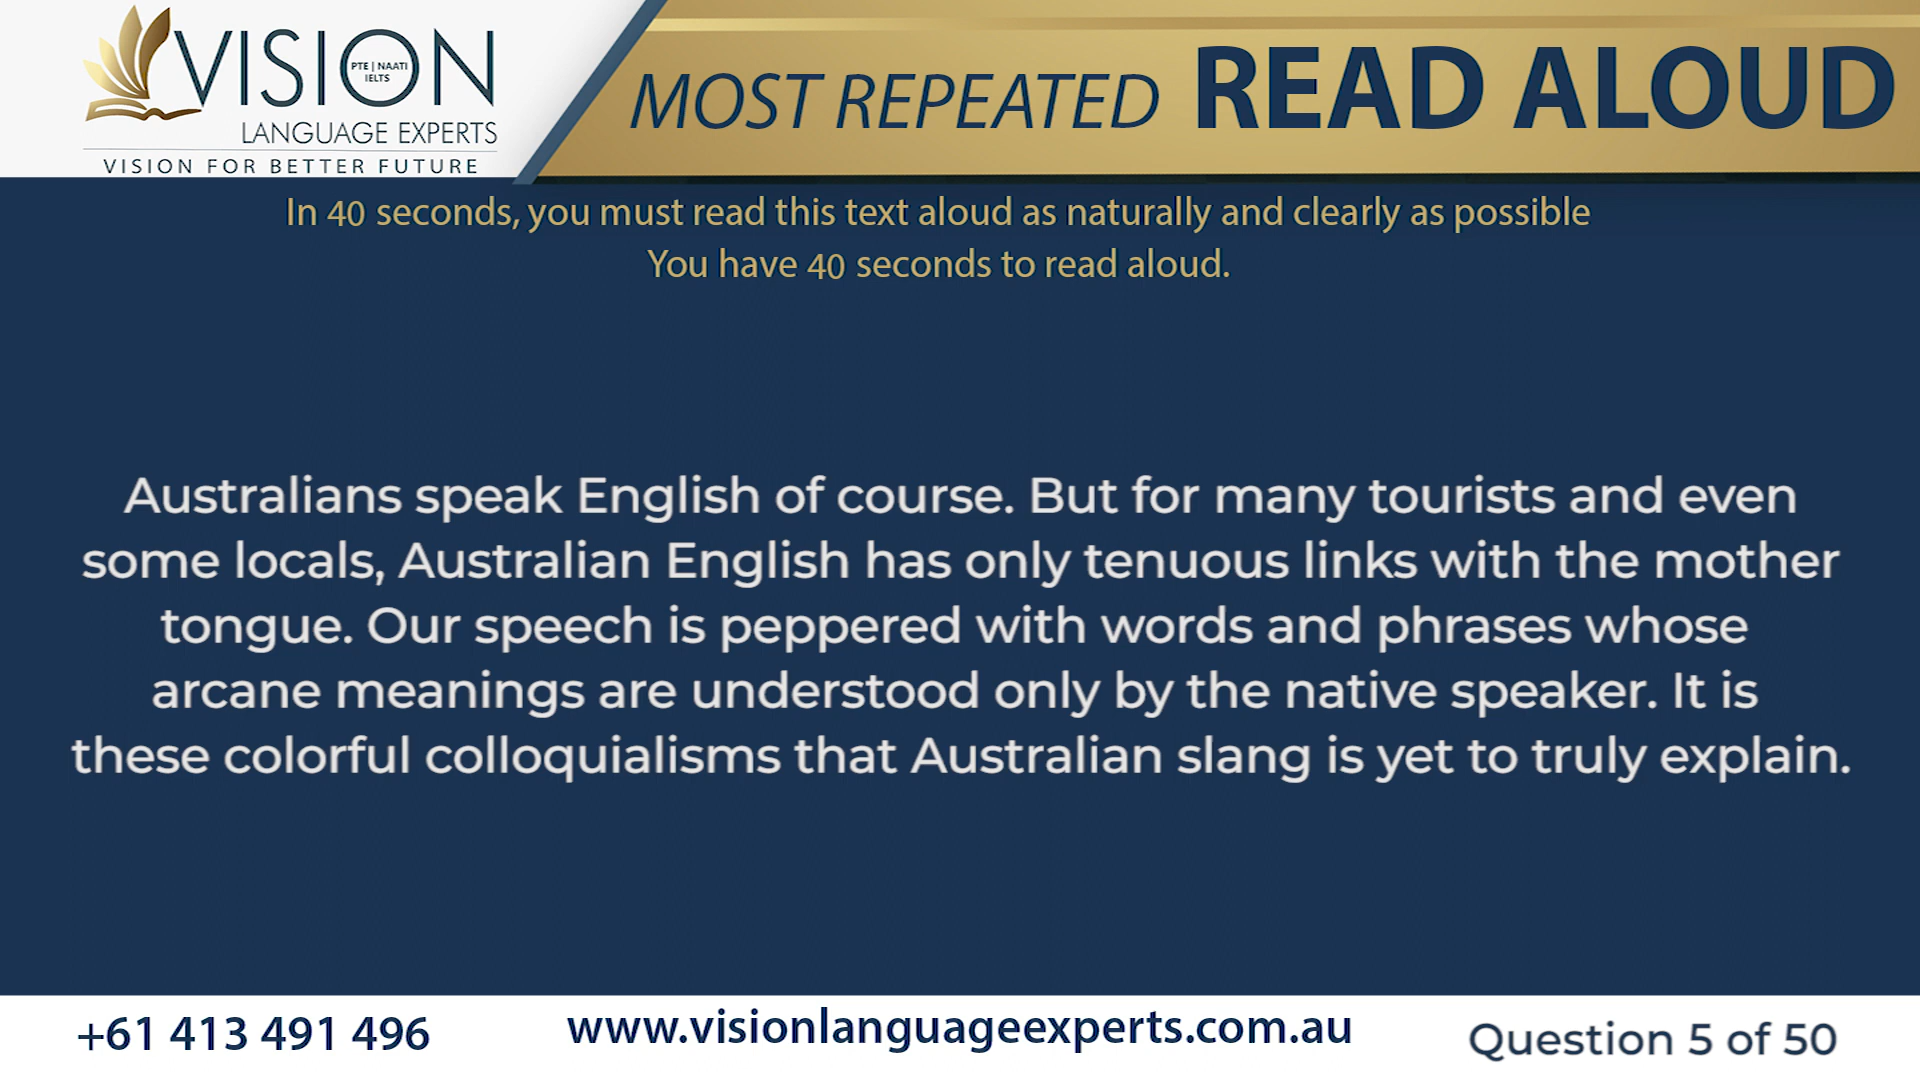 VISION
PTE | NAATI
IELTS
LANGUAGE EXPERTS
VISION FOR BETTER FUTURE
MOST REPEATED READ ALOUD
In 40 seconds, you must read this text aloud as naturally and clearly as possible
You have 40 seconds to read aloud.
Australians speak English of course. But for many tourists and even
some locals, Australian English has only tenuous links with the mother
tongue. Our speech is peppered with words and phrases whose
arcane meanings are understood only by the native speaker. It is
these colorful colloquialisms that Australian slang is yet to truly explain.
+61 413 491 496
www.visionlanguageexperts.com.au
Question 5 of 50